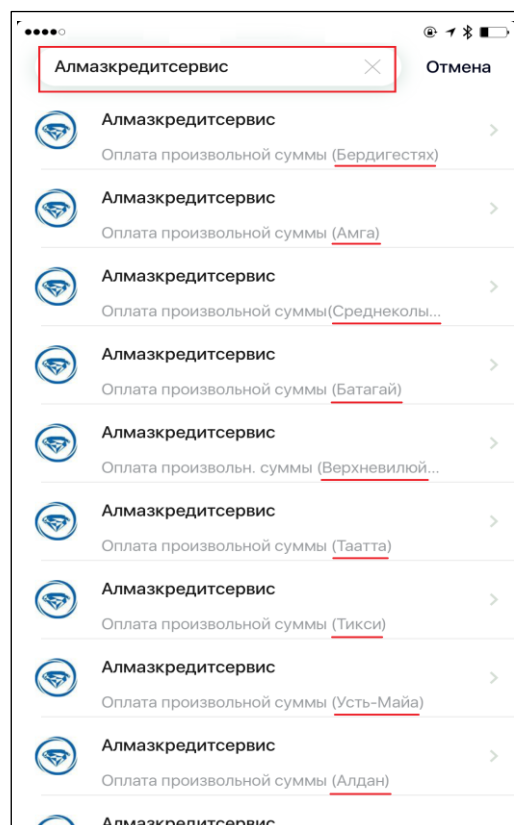 Алмазкредитсервис
Отмена
Алмазкредитсервис
Оплата произвольной суммы (Бердигестях)
Алмазкредитсервис
Оплата произвольной суммы (Амга)
Алмазкредитсервис
Оплата произвольной суммы(Среднеколы...
Алмазкредитсервис
Оплата произвольной суммы (Батагай)
Алмазкредитсервис
Оплата произвольн. суммы (Верхневилюй...
Алмазкредитсервис
Оплата произвольной суммы (Таатта)
Алмазкредитсервис
Оплата произвольной суммы (Тикси)
Алмазкредитсервис
Оплата произвольной суммы (Усть-Майа)
Алмазкредитсервис
Оплата произвольной суммы (Алдан)
Алмазкредитсервис